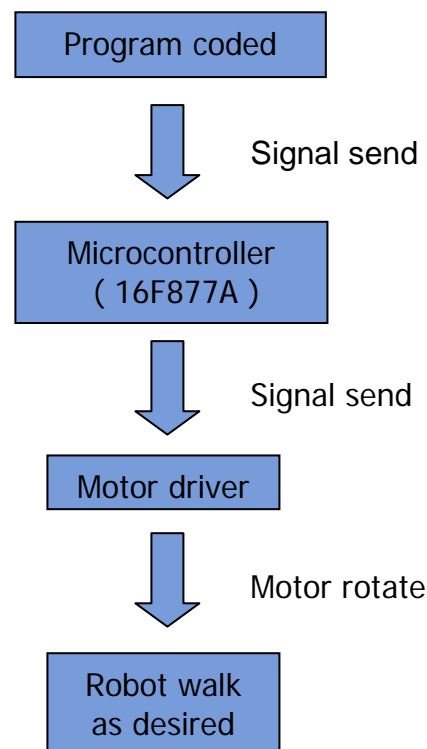 Program coded
Signal send
Microcontroller
( 16F877A )
Signal send
Motor driver
Motor rotate
Robot walk
as desired